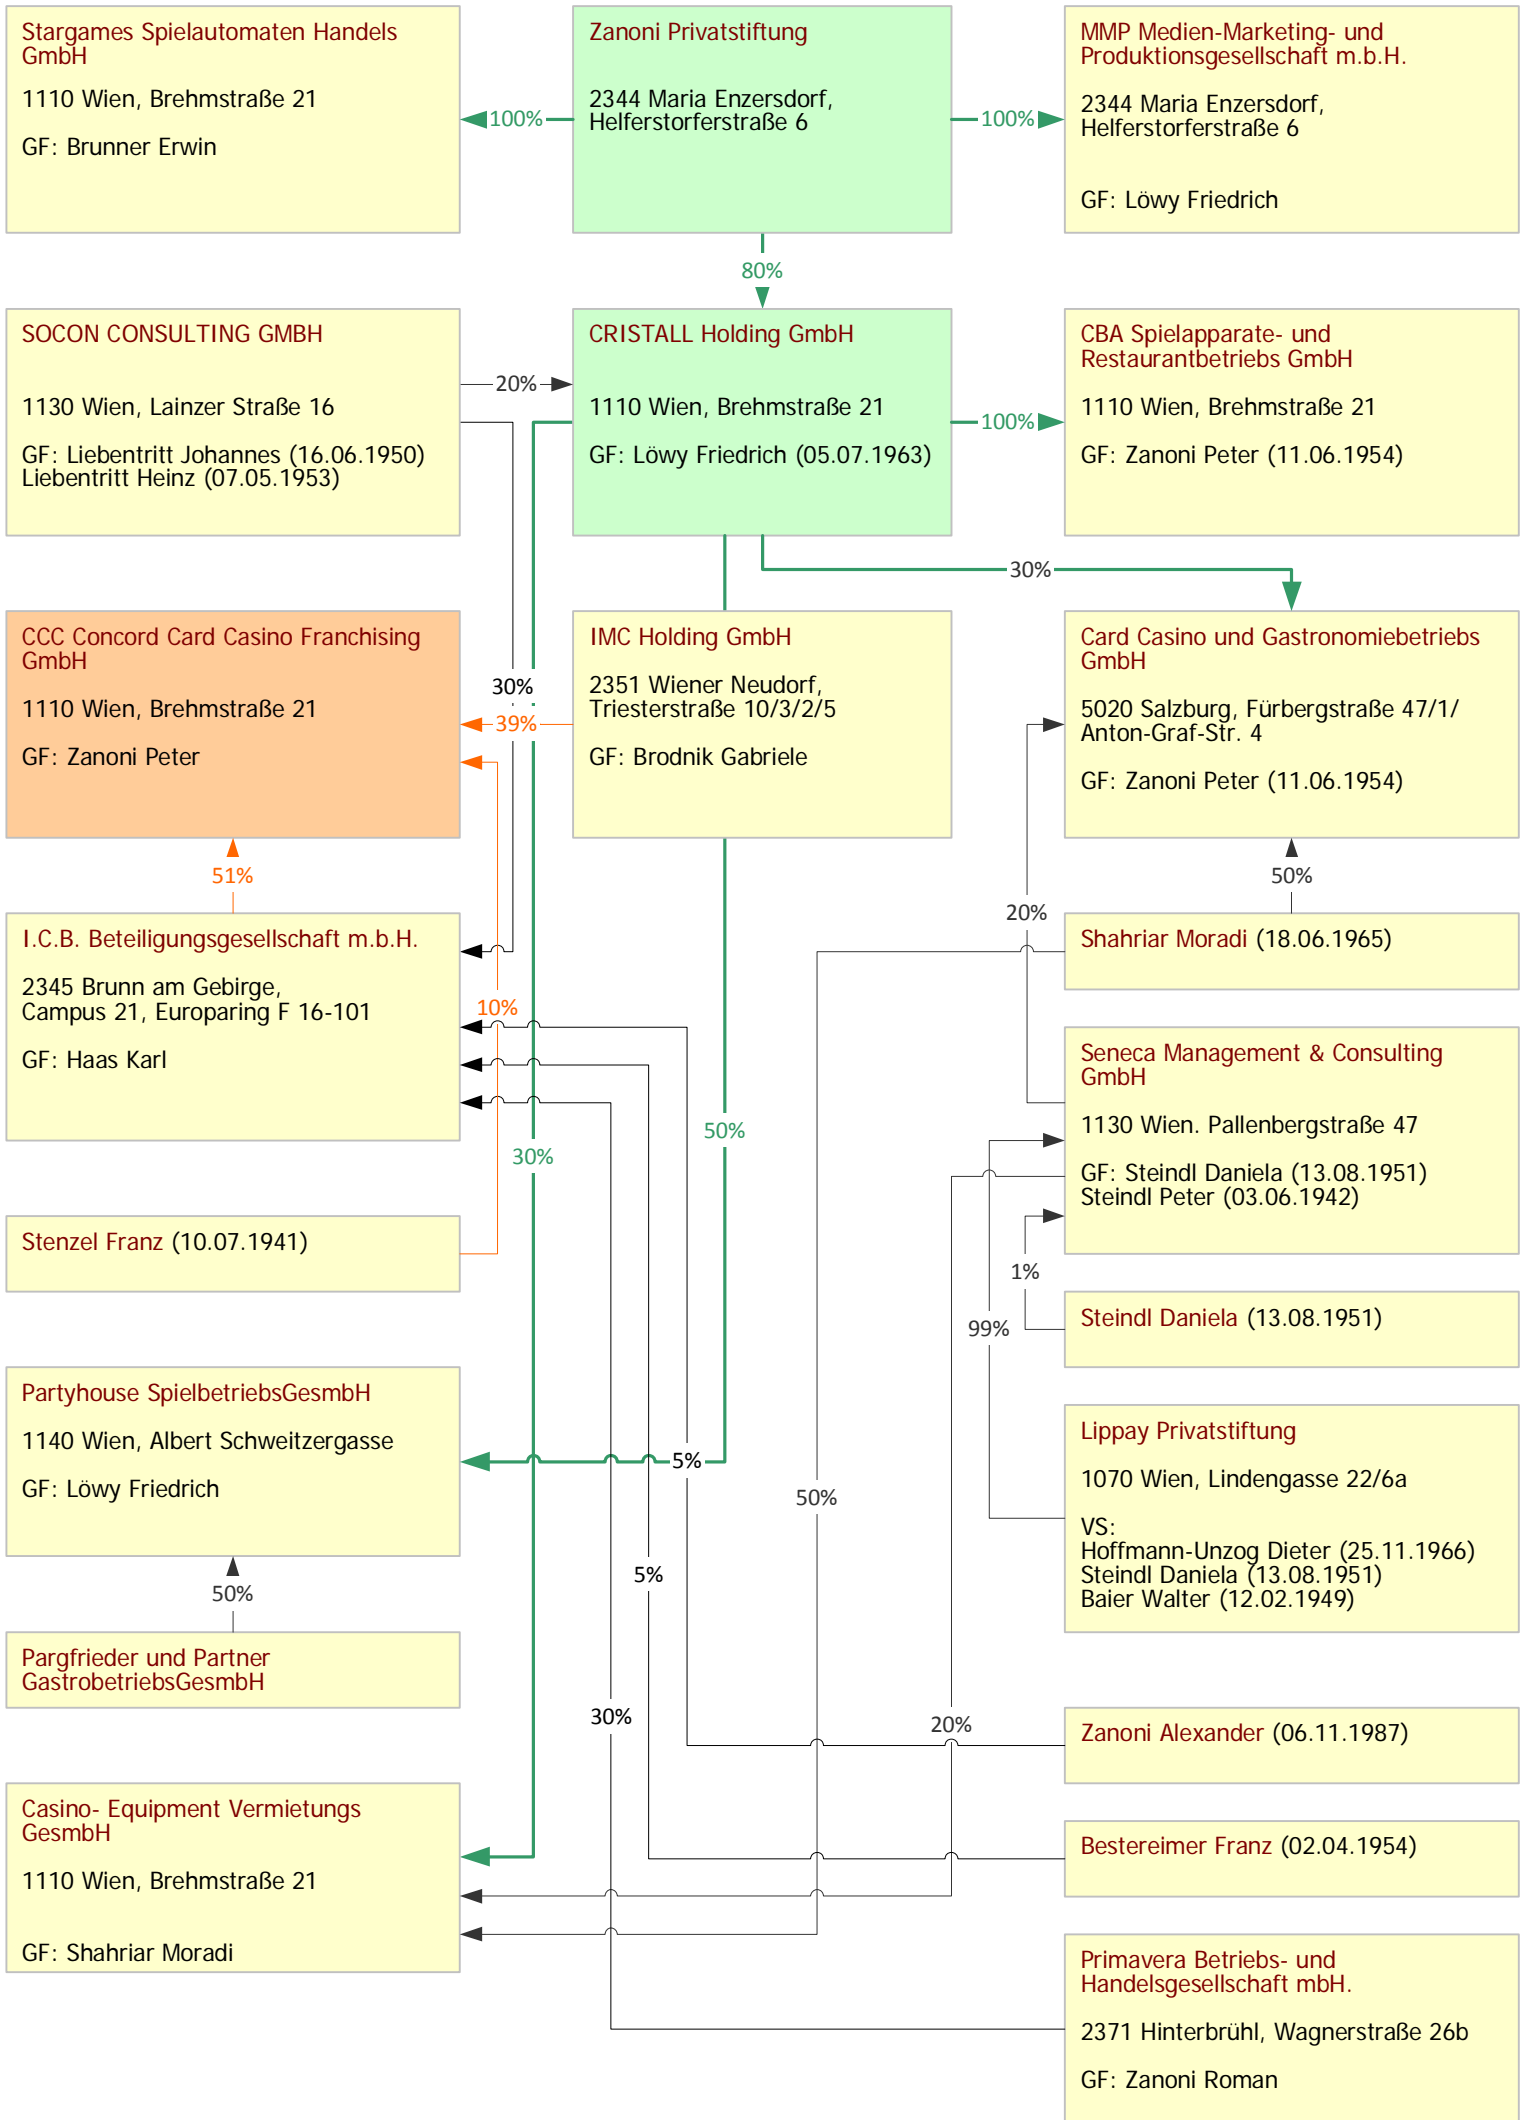 Stargames Spielautomaten Handels
GmbH
1110 Wien, Brehmstraße 21
GF: Brunner Erwin
100%
Zanoni Privatstiftung
2344 Maria Enzersdorf,
Helferstorferstraße 6
100%
MMP Medien-Marketing- und
Produktionsgesellschaft m.b.H.
2344 Maria Enzersdorf,
Helferstorferstraße 6
GF: Löwy Friedrich
80%
SOCON CONSULTING GMBH
1130 Wien, Lainzer Straße 16
GF: Liebentritt Johannes (16.06.1950)
Liebentritt Heinz (07.05.1953)
20%
CRISTALL Holding GmbH
1110 Wien, Brehmstraße 21
GF: Löwy Friedrich (05.07.1963)
100%
CBA Spielapparate- und
Restaurantbetriebs GmbH
1110 Wien, Brehmstraße 21
GF: Zanoni Peter (11.06.1954)
30%
CCC Concord Card Casino Franchising
GmbH
1110 Wien, Brehmstraße 21
GF: Zanoni Peter
30%
39%
IMC Holding GmbH
2351 Wiener Neudorf,
Triesterstraße 10/3/2/5
GF: Brodnik Gabriele
Card Casino und Gastronomiebetriebs
GmbH
5020 Salzburg, Fürbergstraße 47/1/
Anton-Graf-Str. 4
GF: Zanoni Peter (11.06.1954)
51%
50%
20%
I.C.B. Beteiligungsgesellschaft m.b.H.
2345 Brunn am Gebirge,
Campus 21, Europaring F 16-101
GF: Haas Karl
10%
Shahriar Moradi (18.06.1965)
Seneca Management & Consulting
GmbH
1130 Wien. Pallenbergstraße 47
GF: Steindl Daniela (13.08.1951)
Steindl Peter (03.06.1942)
50%
30%
Stenzel Franz (10.07.1941)
1%
99%
Steindl Daniela (13.08.1951)
Partyhouse SpielbetriebsGesmbH
1140 Wien, Albert Schweitzergasse
GF: Löwy Friedrich
5%
50%
Lippay Privatstiftung
1070 Wien, Lindengasse 22/6a
VS:
Hoffmann-Unzog Dieter (25.11.1966)
Steindl Daniela (13.08.1951)
Baier Walter (12.02.1949)
5%
50%
Pargfrieder und Partner
GastrobetriebsGesmbH
30%
20%
Zanoni Alexander (06.11.1987)
Casino- Equipment Vermietungs
GesmbH
1110 Wien, Brehmstraße 21
GF: Shahriar Moradi
Bestereimer Franz (02.04.1954)
Primavera Betriebs- und
Handelsgesellschaft mbH.
2371 Hinterbrühl, Wagnerstraße 26b
GF: Zanoni Roman